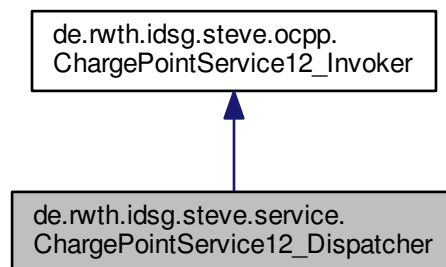 de.rwth.idsg.steve.ocpp.
ChargePointService12_Invoker
de.rwth.idsg.steve.service.
ChargePointService12_Dispatcher